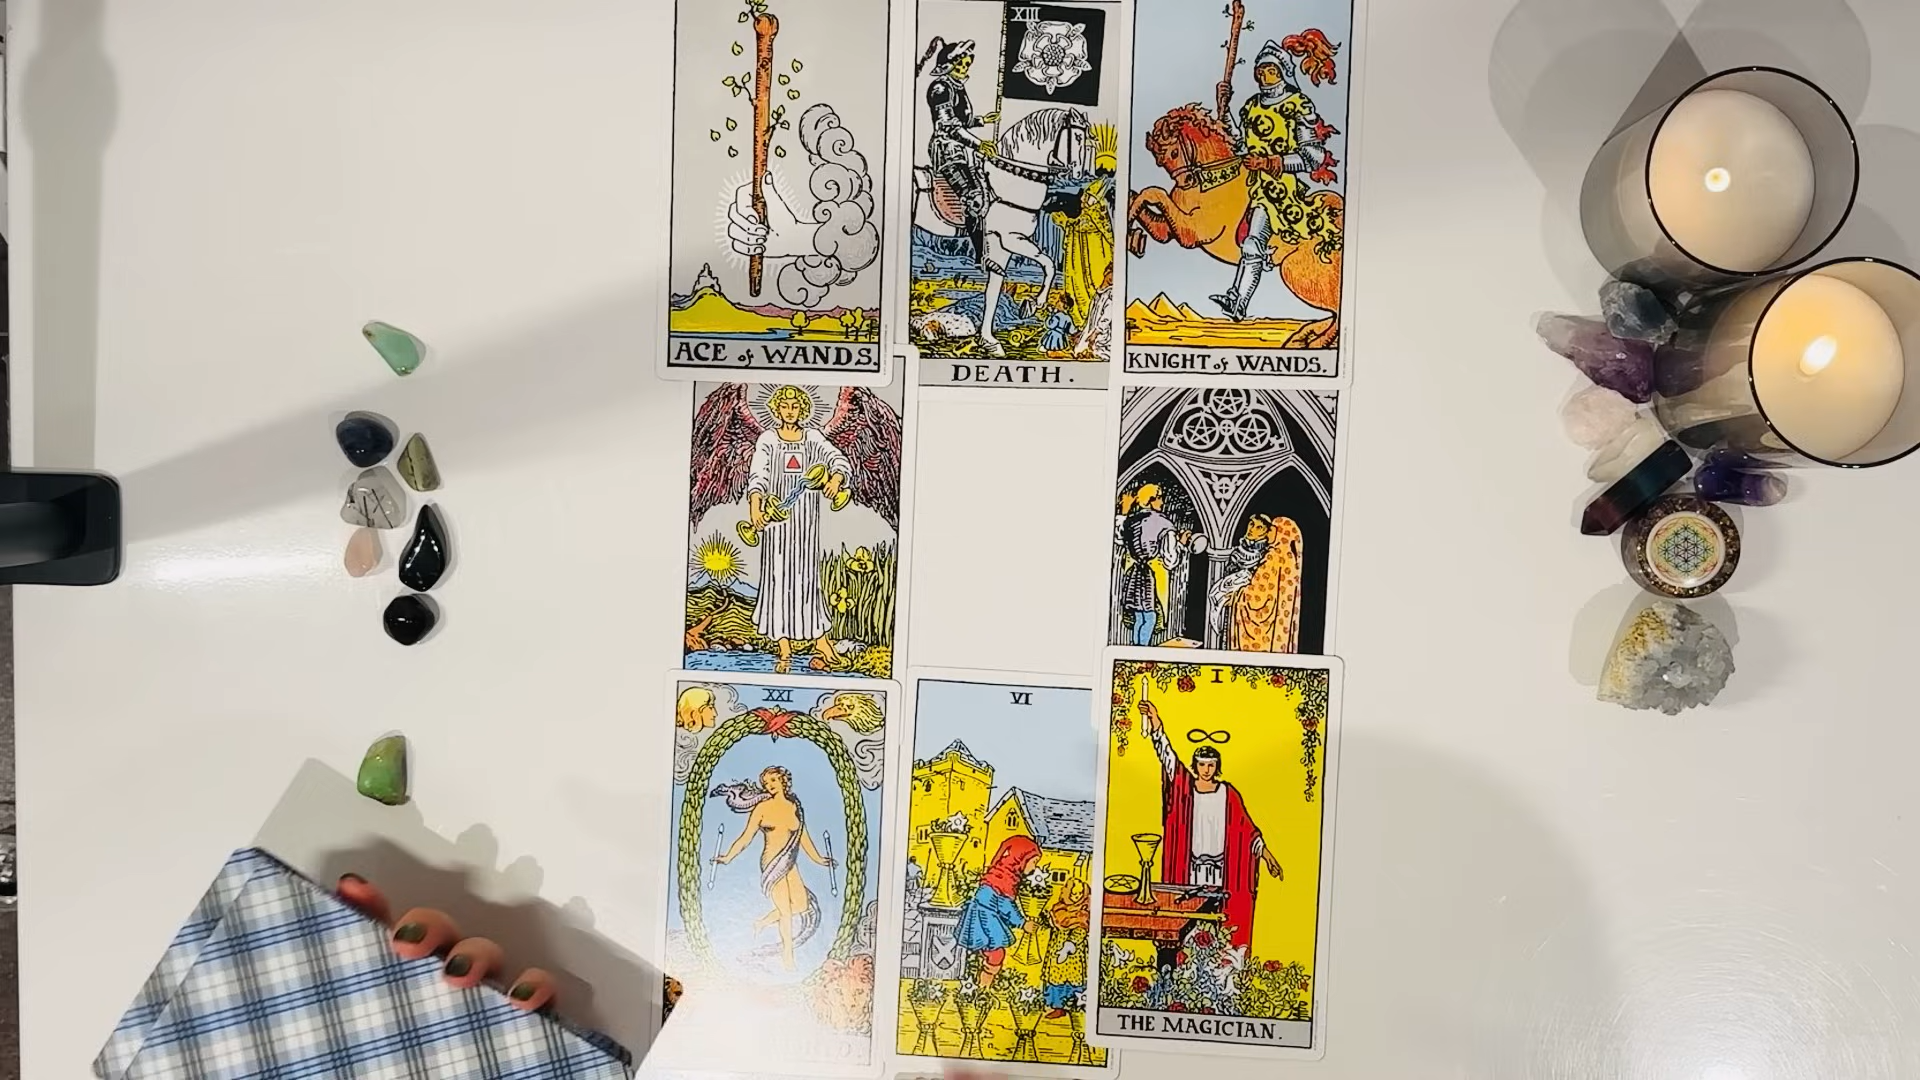 XIII
ACE of WANDS.
DEATH.
KNIGHT of WANDS.
XXI
VI
I
THE MAGICIAN.